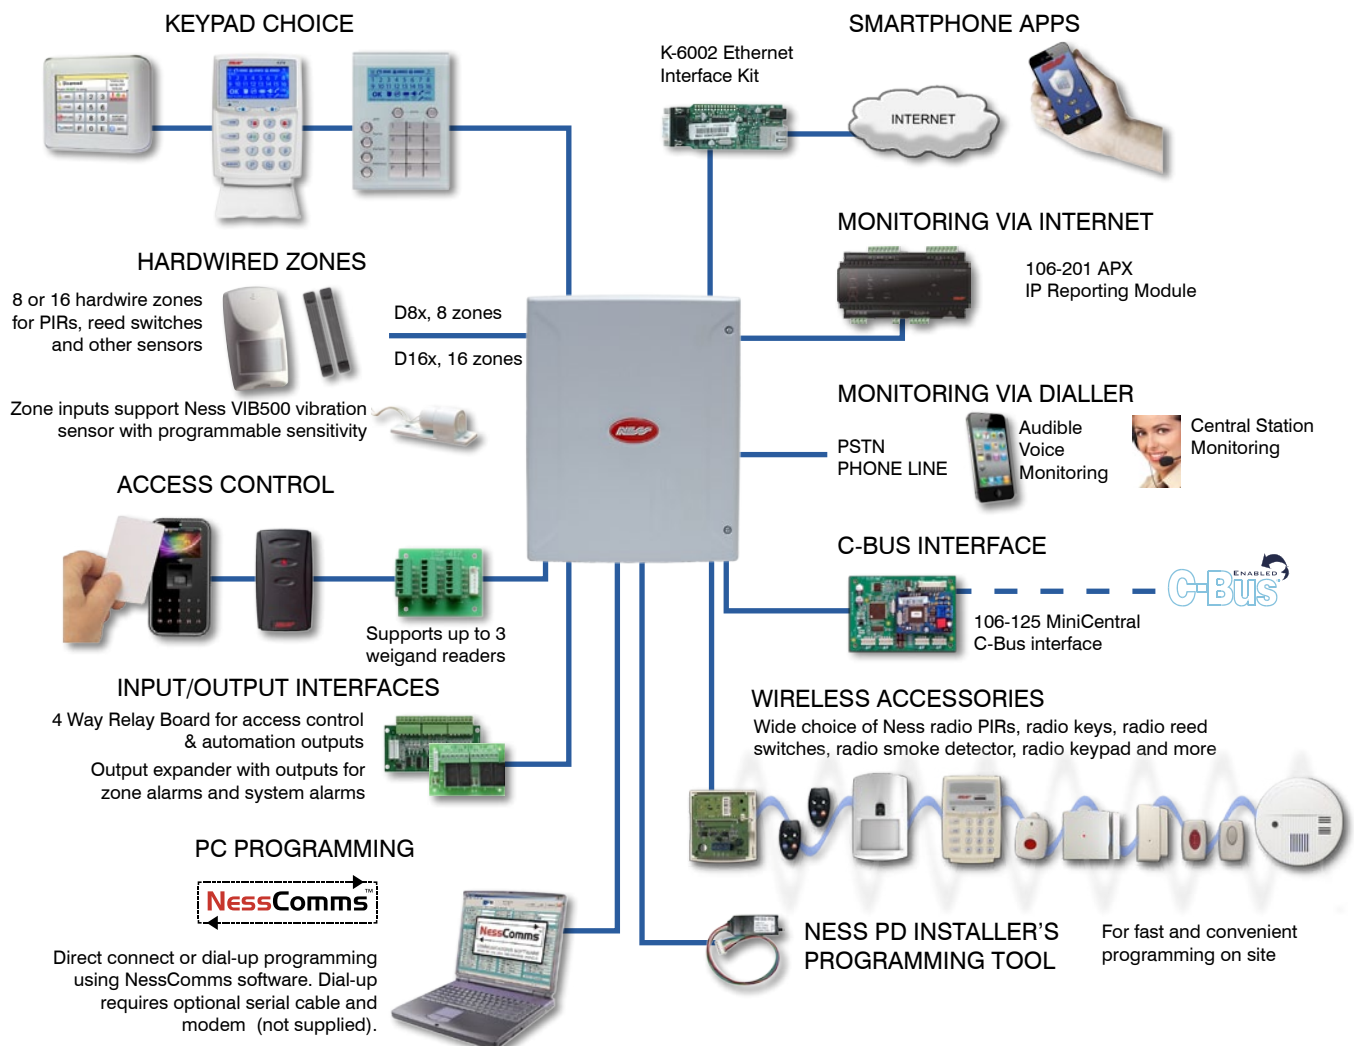 KEYPAD CHOICE
SMARTPHONE APPS
K-6002 Ethernet
Interface Kit
INTERNET
MONITORING VIA INTERNET
106-201 APX
IP Reporting Module
HARDWIRED ZONES
8 or 16 hardwire zones
for PIRs, reed switches
and other sensors
D8x, 8 zones
D16x, 16 zones
Zone inputs support Ness VIB500 vibration
sensor with programmable sensitivity
NESS
MONITORING VIA DIALLER
PSTN
PHONE LINE
Audible
Voice
Monitoring
Central Station
Monitoring
ACCESS CONTROL
Supports up to 3
weigand readers
C-BUS INTERFACE
ENABLED
C-Bus
106-125 MiniCentral
C-Bus interface
INPUT/OUTPUT INTERFACES
4 Way Relay Board for access control
& automation outputs
Output expander with outputs for
zone alarms and system alarms
WIRELESS ACCESSORIES
Wide choice of Ness radio PIRs, radio keys, radio reed
switches, radio smoke detector, radio keypad and more
PC PROGRAMMING
NessComms™
Direct connect or dial-up programming
using NessComms software. Dial-up
requires optional serial cable and
modem (not supplied).
NessComms
NESS PD INSTALLER'S
PROGRAMMING TOOL
For fast and convenient
programming on site